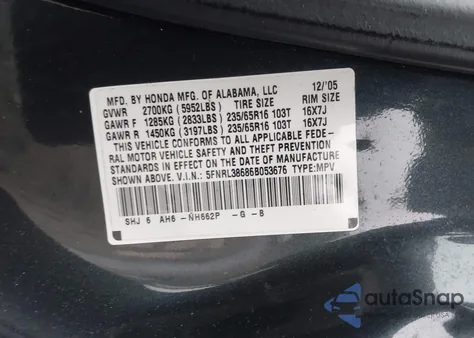 MFD. BY HONDA MFG. OF ALABAMA, LLC 12/'05
GVWR 2700KG (5952LBS) TIRE SIZE RIM SIZE
GAWR F 1285KG (2833LBS) 235/65R16 103T 16X7J
GAWR R 1450KG (3197LBS) 235/65R16 103T 16X7J
THIS VEHICLE CONFORMS TO ALL APPLICABLE FEDE-
RAL MOTOR VEHICLE SAFETY AND THEFT PREVENTION
STANDARDS IN EFFECT ON THE DATE OF
MANUFACTURE SHOWN ABOVE.
V.I.N.: 5FNRL38686B053676 TYPE:MPV
SHJ 6 AH6 -NH662P -G -B
autoSnap